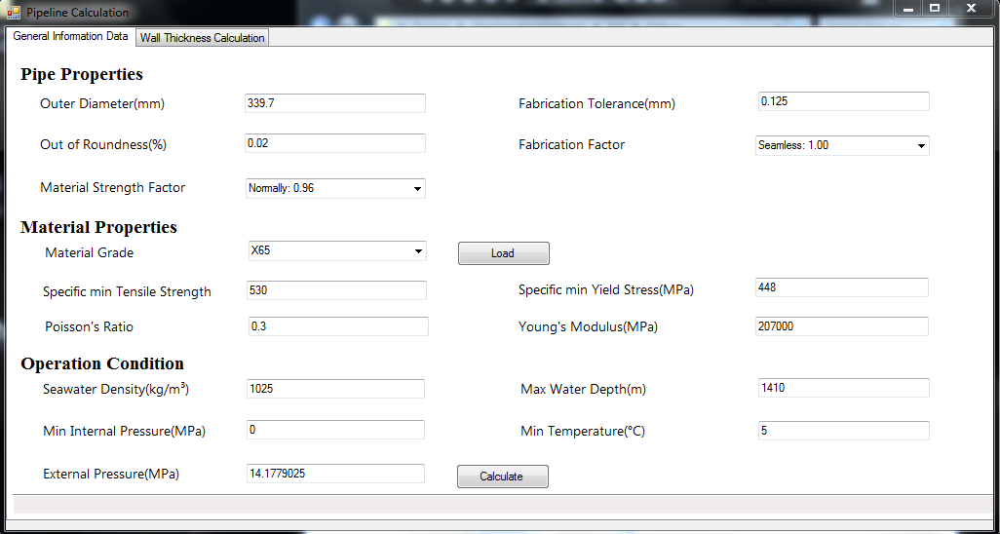 Pipeline Calculation
General Information Data Wall Thickness Calculation
Pipe Properties
Outer Diameter(mm) 339.7 Fabrication Tolerance(mm) 0.125
Out of Roundness(%) 0.02 Fabrication Factor Seamless: 1.00
Material Strength Factor Normally: 0.96
Material Properties
Material Grade X65 Load
Specific min Tensile Strength 530 Specific min Yield Stress(MPa) 448
Poisson's Ratio 0.3 Young's Modulus(MPa) 207000
Operation Condition
Seawater Density(kg/m³) 1025 Max Water Depth(m) 1410
Min Internal Pressure(MPa) 0 Min Temperature(°C) 5
External Pressure(MPa) 14.1779025 Calculate